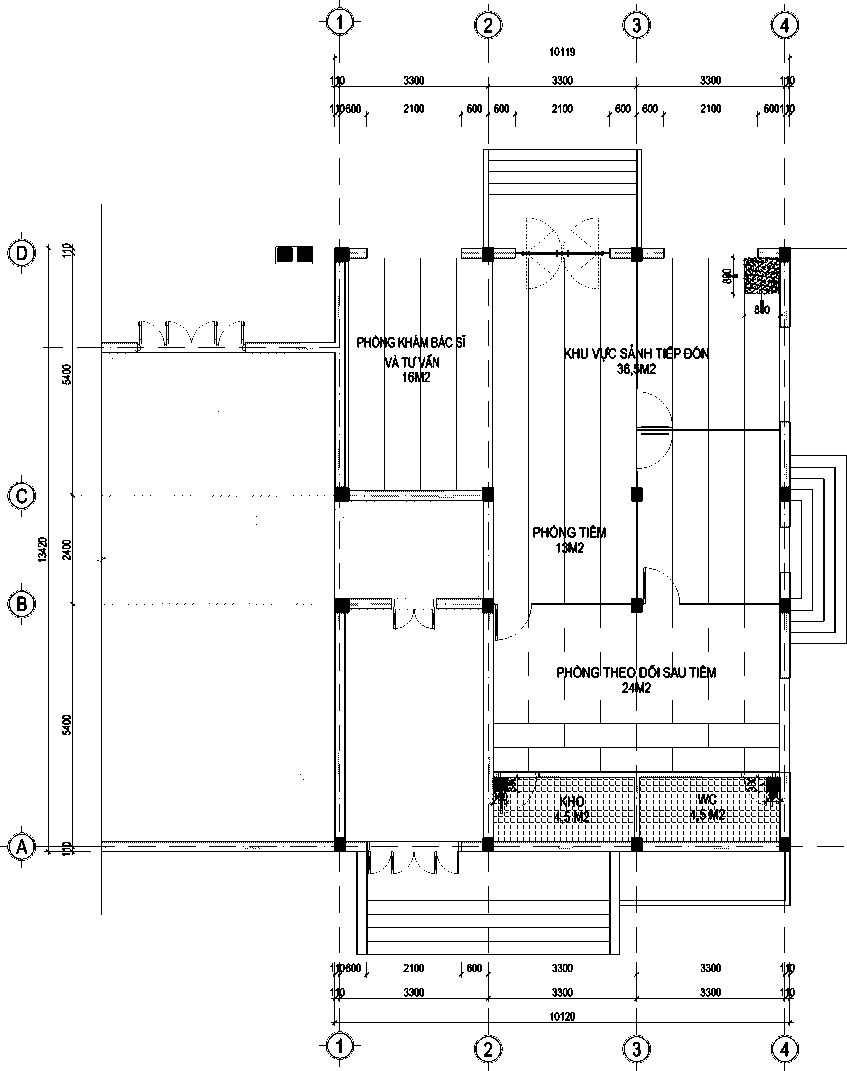 1 2 3 4
10119
110 3300 3300 3300 110
110 600 2100 600 600 2100 600 600 2100 600 110
D
110
890
880
PHÒNG KHÁM BÁC SĨ
VÀ TƯ VẤN
16M2
KHU VỰC SẢNH TIẾP ĐÓN
36,5M2
5400
C
PHÒNG TIÊM
13M2
13420
2400
B
PHÒNG THEO DÕI SAU TIÊM
24M2
5400
KHO
4,5 M2
WC
4,5 M2
A
110
110 600 2100 600 3300 3300 110
110 3300 3300 3300 110
10120
1 2 3 4